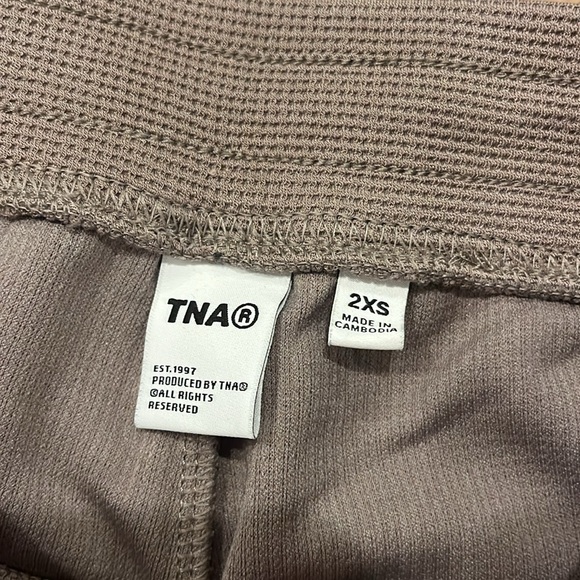 TNA®
EST.1997
PRODUCED BY TNA®
©ALL RIGHTS
RESERVED
2XS
MADE IN
CAMBODIA